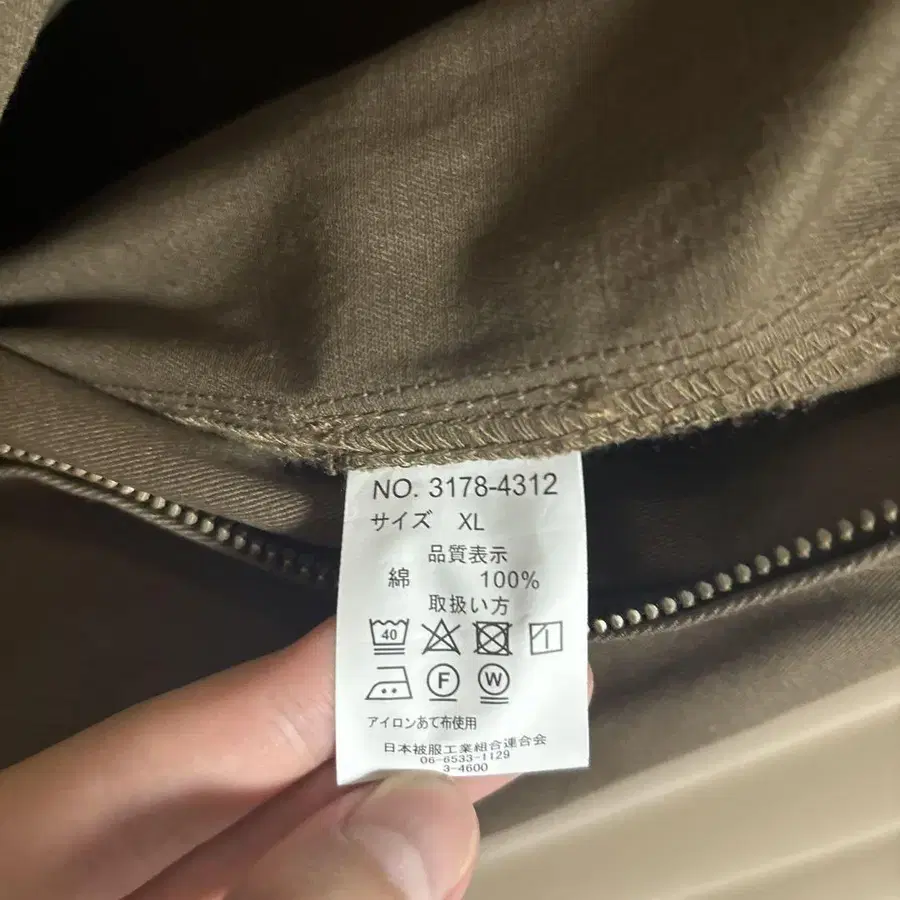 NO. 3178-4312
サイズ XL
品質表示
綿 100%
取扱い方
40
F W
アイロンあて布使用
日本被服工業組合連合会
06-6533-1129
3-4600